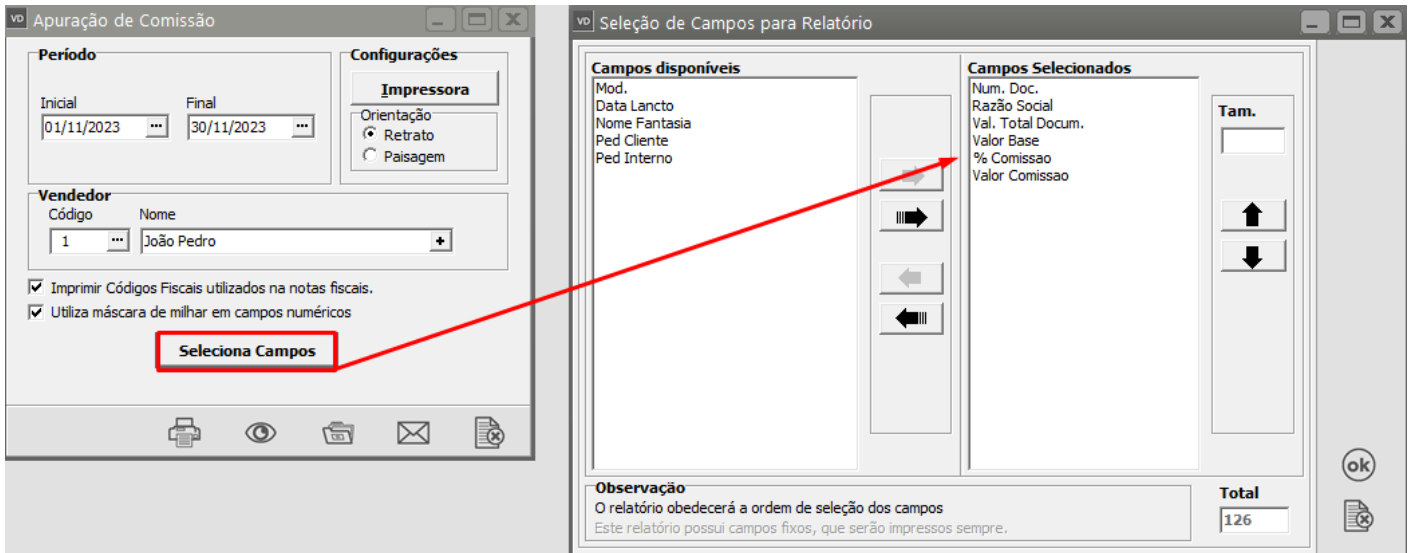 VD Apuração de Comissão
Período
Inicial
Final
01/11/2023 ...
30/11/2023 ...
Configurações
Impressora
Orientação
Retrato
Paisagem
Vendedor
Código
Nome
1 ...
João Pedro +
Imprimir Códigos Fiscais utilizados na notas fiscais.
Utiliza máscara de milhar em campos numéricos
Seleciona Campos
VD Seleção de Campos para Relatório
Campos disponíveis
Mod.
Data Lancto
Nome Fantasia
Ped Cliente
Ped Interno
Campos Selecionados
Num. Doc.
Razão Social
Val. Total Docum.
Valor Base
% Comissao
Valor Comissao
Tam.
ok
Observação
O relatório obedecerá a ordem de seleção dos campos
Este relatório possui campos fixos, que serão impressos sempre.
Total
126